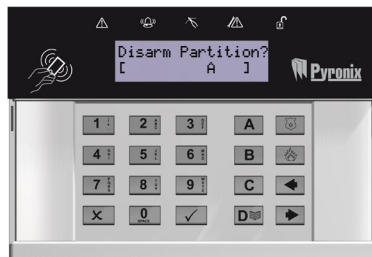 Disarm Partition?
[ A ]
Pyronix
1 2 3 A
4 5 6 B
7 8 9 C
0 D
SPACE